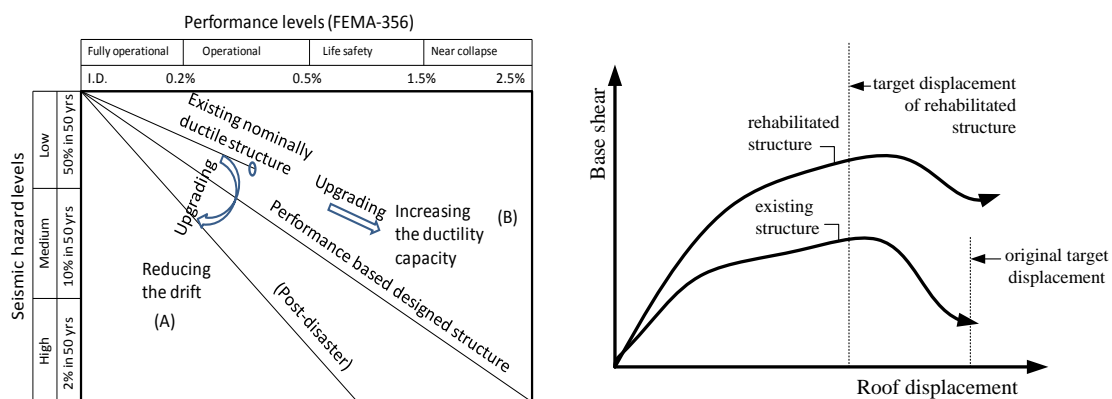 Performance levels (FEMA-356)
Fully operational Operational Life safety Near collapse
I.D. 0.2% 0.5% 1.5% 2.5%
Seismic hazard levels
Low
50% in 50 yrs
Medium
10% in 50 yrs
High
2% in 50 yrs
Existing nominally
ductile structure
Upgrading
Upgrading
Increasing
the ductility
capacity
(B)
Performance based designed structure
Reducing
the drift
(A)
(Post-disaster)
Base shear
target displacement
of rehabilitated
structure
rehabilitated
structure
existing
structure
original target
displacement
Roof displacement